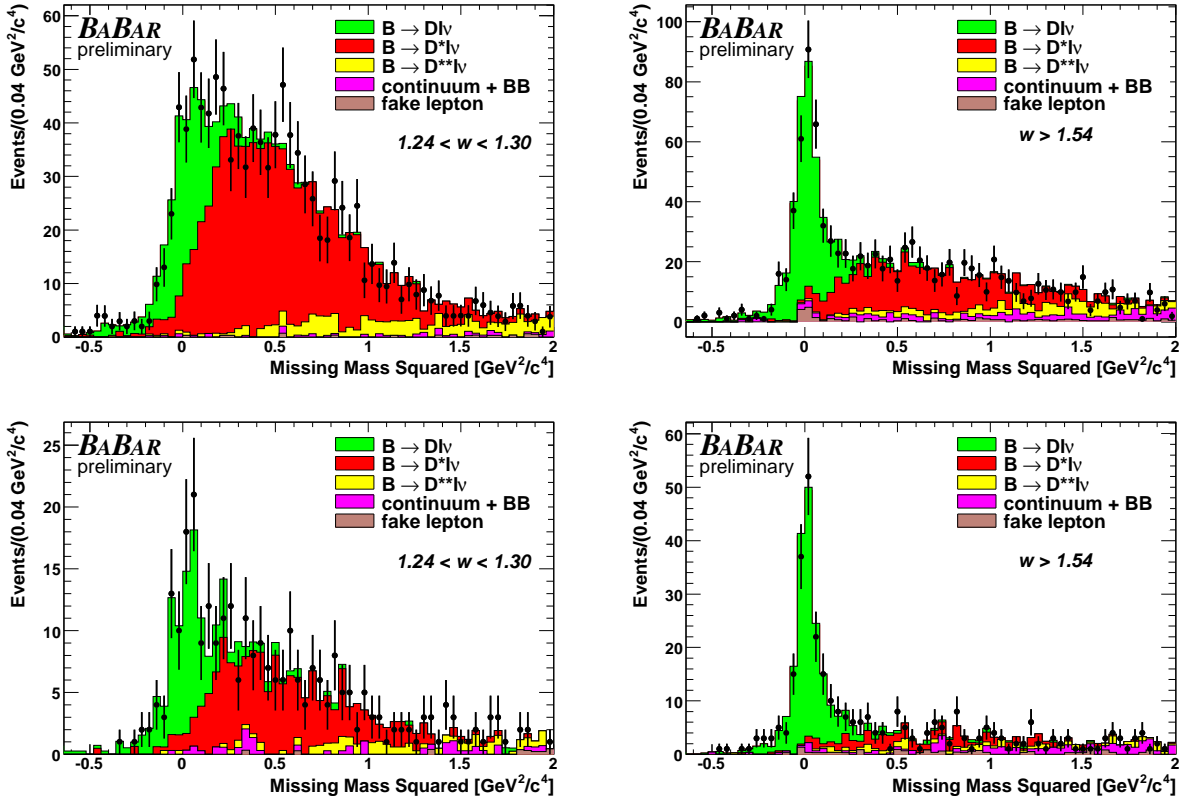 BABAR
preliminary
B → Dlν
B → D*lν
B → D**lν
continuum + BB
fake lepton
1.24 < w < 1.30
Events/(0.04 GeV²/c⁴)
0 10 20 30 40 50 60
-0.5 0 0.5 1 1.5 2
Missing Mass Squared [GeV²/c⁴]
BABAR
preliminary
B → Dlν
B → D*lν
B → D**lν
continuum + BB
fake lepton
w > 1.54
Events/(0.04 GeV²/c⁴)
0 20 40 60 80 100
-0.5 0 0.5 1 1.5 2
Missing Mass Squared [GeV²/c⁴]
BABAR
preliminary
B → Dlν
B → D*lν
B → D**lν
continuum + BB
fake lepton
1.24 < w < 1.30
Events/(0.04 GeV²/c⁴)
0 5 10 15 20 25
-0.5 0 0.5 1 1.5 2
Missing Mass Squared [GeV²/c⁴]
BABAR
preliminary
B → Dlν
B → D*lν
B → D**lν
continuum + BB
fake lepton
w > 1.54
Events/(0.04 GeV²/c⁴)
0 10 20 30 40 50 60
-0.5 0 0.5 1 1.5 2
Missing Mass Squared [GeV²/c⁴]